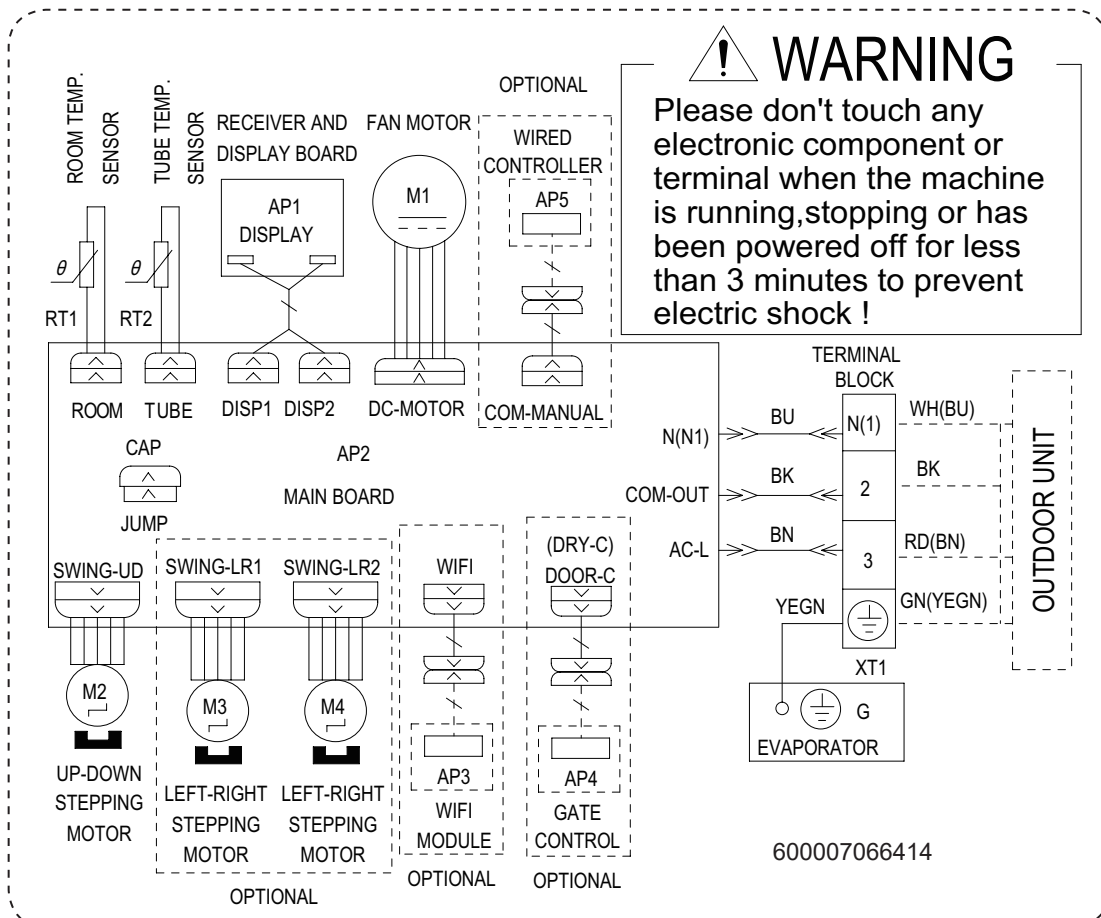 WARNING
Please don't touch any
electronic component or
terminal when the machine
is running,stopping or has
been powered off for less
than 3 minutes to prevent
electric shock !
ROOM TEMP.
SENSOR
TUBE TEMP.
SENSOR
RECEIVER AND
DISPLAY BOARD
FAN MOTOR
OPTIONAL
WIRED
CONTROLLER
AP1
DISPLAY
M1
AP5
θ
θ
RT1
RT2
ROOM
TUBE
DISP1
DISP2
DC-MOTOR
COM-MANUAL
CAP
JUMP
AP2
MAIN BOARD
N(N1)
COM-OUT
AC-L
BU
BK
BN
YEGN
TERMINAL
BLOCK
N(1)
2
3
XT1
WH(BU)
BK
RD(BN)
GN(YEGN)
OUTDOOR UNIT
G
EVAPORATOR
SWING-UD
SWING-LR1
SWING-LR2
WIFI
(DRY-C)
DOOR-C
M2
M3
M4
AP3
AP4
UP-DOWN
STEPPING
MOTOR
LEFT-RIGHT
STEPPING
MOTOR
LEFT-RIGHT
STEPPING
MOTOR
WIFI
MODULE
GATE
CONTROL
OPTIONAL
OPTIONAL
OPTIONAL
600007066414